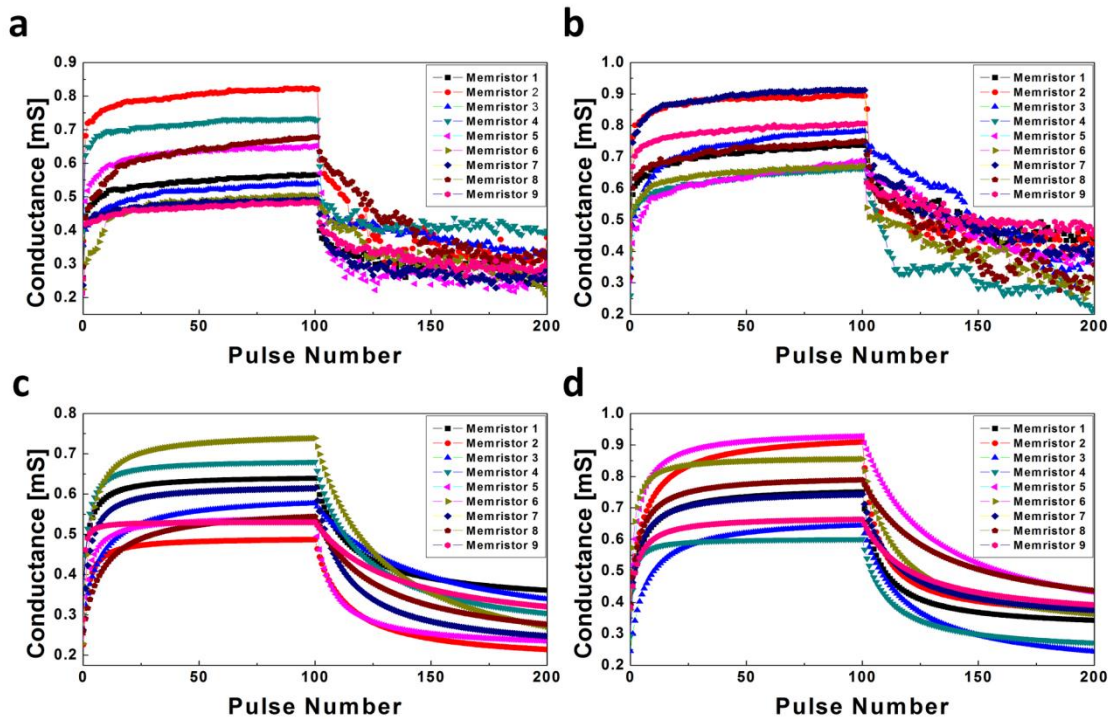 a
0.9
0.8
0.7
0.6
0.5
0.4
0.3
0.2
0
50
100
150
200
Conductance [mS]
Pulse Number
Memristor 1
Memristor 2
Memristor 3
Memristor 4
Memristor 5
Memristor 6
Memristor 7
Memristor 8
Memristor 9
b
1.0
0.9
0.8
0.7
0.6
0.5
0.4
0.3
0.2
0
50
100
150
200
Conductance [mS]
Pulse Number
Memristor 1
Memristor 2
Memristor 3
Memristor 4
Memristor 5
Memristor 6
Memristor 7
Memristor 8
Memristor 9
c
0.8
0.7
0.6
0.5
0.4
0.3
0.2
0
50
100
150
200
Conductance [mS]
Pulse Number
Memristor 1
Memristor 2
Memristor 3
Memristor 4
Memristor 5
Memristor 6
Memristor 7
Memristor 8
Memristor 9
d
1.0
0.9
0.8
0.7
0.6
0.5
0.4
0.3
0.2
0
50
100
150
200
Conductance [mS]
Pulse Number
Memristor 1
Memristor 2
Memristor 3
Memristor 4
Memristor 5
Memristor 6
Memristor 7
Memristor 8
Memristor 9